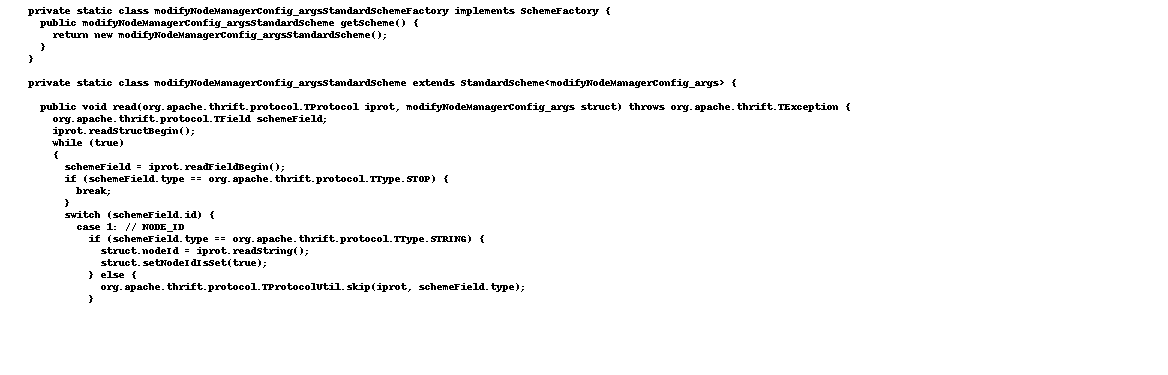 private static class modifyNodeManagerConfig_argsStandardSchemeFactory implements SchemeFactory {
public modifyNodeManagerConfig_argsStandardScheme getScheme() {
return new modifyNodeManagerConfig_argsStandardScheme();
}
}
private static class modifyNodeManagerConfig_argsStandardScheme extends StandardScheme<modifyNodeManagerConfig_args> {
public void read(org.apache.thrift.protocol.TProtocol iprot, modifyNodeManagerConfig_args struct) throws org.apache.thrift.TException {
org.apache.thrift.protocol.TField schemeField;
iprot.readStructBegin();
while (true)
{
schemeField = iprot.readFieldBegin();
if (schemeField.type == org.apache.thrift.protocol.TType.STOP) {
break;
}
switch (schemeField.id) {
case 1: // NODE_ID
if (schemeField.type == org.apache.thrift.protocol.TType.STRING) {
struct.nodeId = iprot.readString();
struct.setNodeIdIsSet(true);
} else {
org.apache.thrift.protocol.TProtocolUtil.skip(iprot, schemeField.type);
}